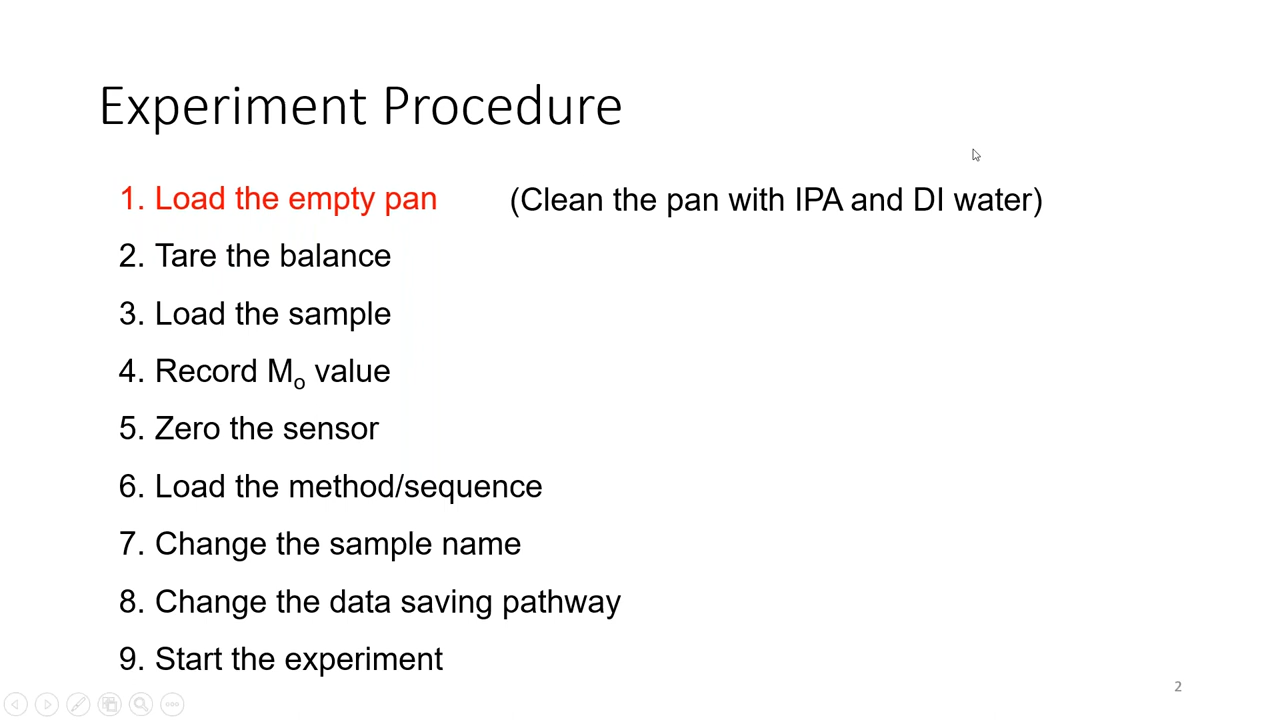 Experiment Procedure
1. Load the empty pan (Clean the pan with IPA and DI water)
2. Tare the balance
3. Load the sample
4. Record Mo value
5. Zero the sensor
6. Load the method/sequence
7. Change the sample name
8. Change the data saving pathway
9. Start the experiment
2